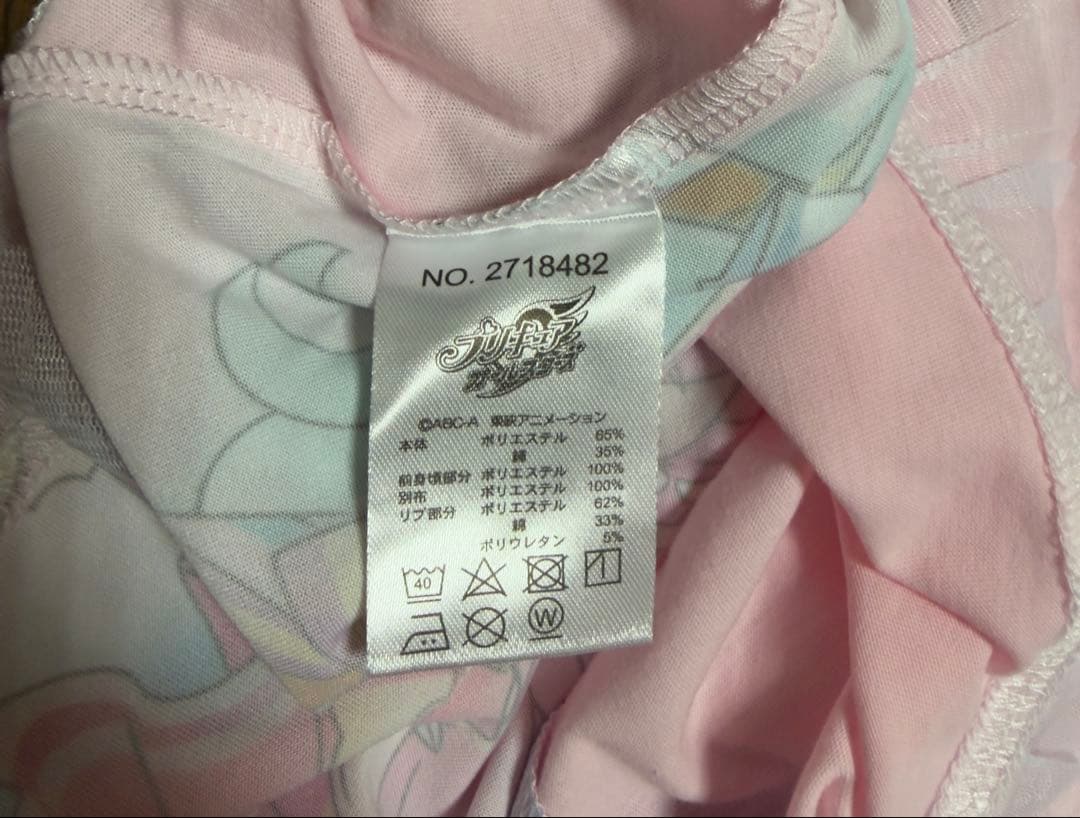 NO. 2718482
プリキュア
オールスターズ
©ABC-A 東映アニメーション
本体 ポリエステル 65%
綿 35%
前身頃部分 ポリエステル 100%
別布 ポリエステル 100%
リブ部分 ポリエステル 62%
綿 33%
ポリウレタン 5%
40
W